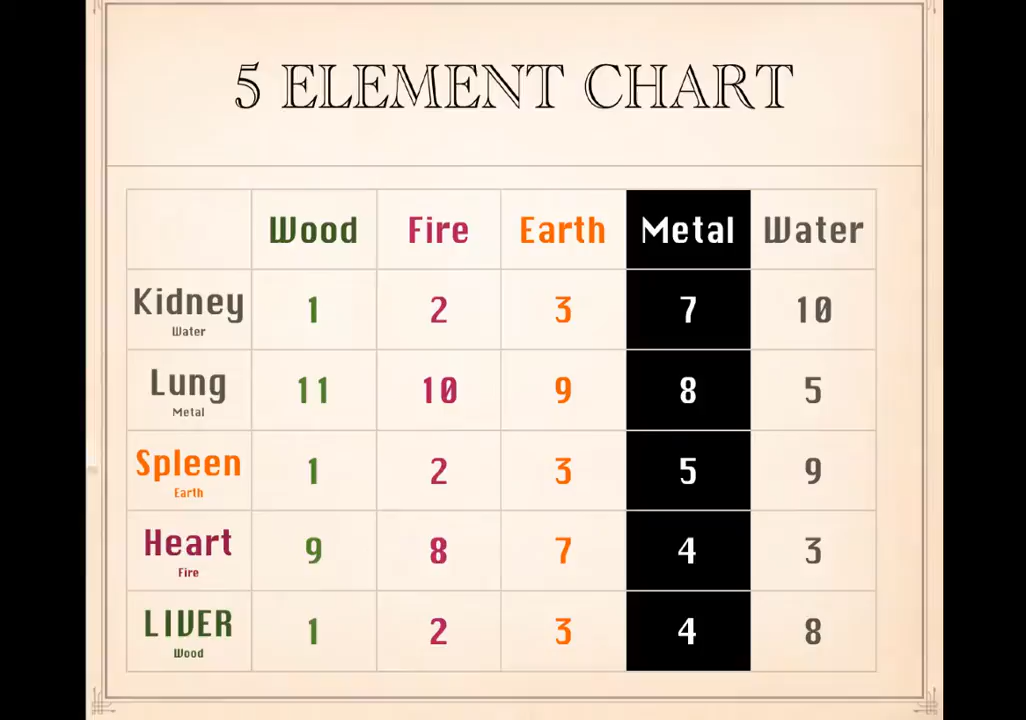 5 ELEMENT CHART
Wood Fire Earth Metal Water
Kidney 1 2 3 7 10
Water
Lung 11 10 9 8 5
Metal
Spleen 1 2 3 5 9
Earth
Heart 9 8 7 4 3
Fire
LIVER 1 2 3 4 8
Wood